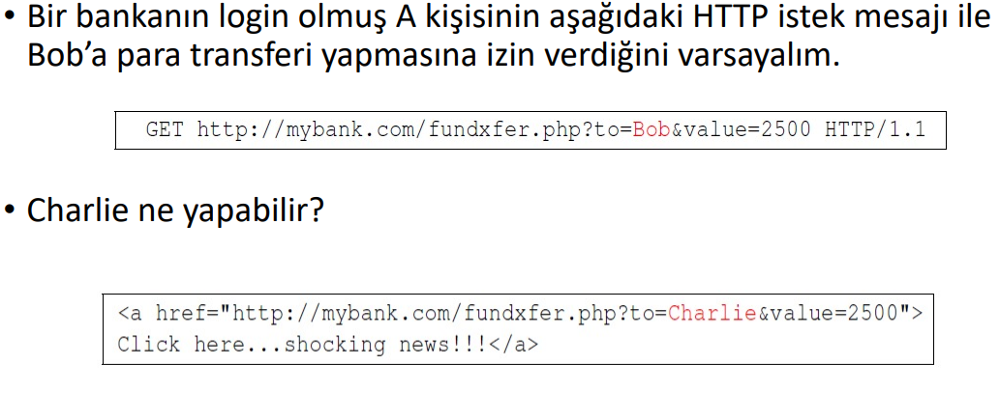 • Bir bankanın login olmuş A kişisinin aşağıdaki HTTP istek mesajı ile
Bob’a para transferi yapmasına izin verdiğini varsayalım.
GET http://mybank.com/fundxfer.php?to=Bob&value=2500 HTTP/1.1
• Charlie ne yapabilir?
<a href="http://mybank.com/fundxfer.php?to=Charlie&value=2500">
Click here...shocking news!!!</a>